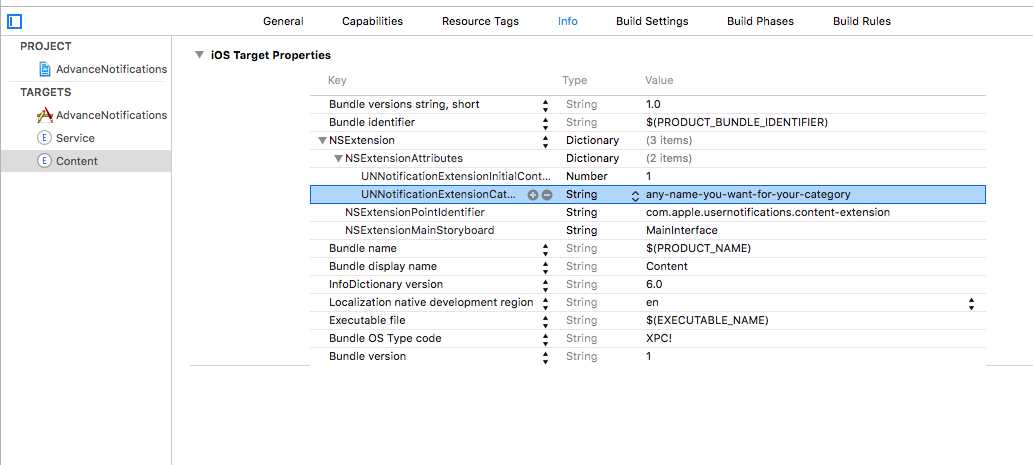 General Capabilities Resource Tags Info Build Settings Build Phases Build Rules
PROJECT
AdvanceNotifications
TARGETS
AdvanceNotifications
E Service
E Content
iOS Target Properties
Key Type Value
Bundle versions string, short String 1.0
Bundle identifier String $(PRODUCT_BUNDLE_IDENTIFIER)
NSExtension Dictionary (3 items)
NSExtensionAttributes Dictionary (2 items)
UNNotificationExtensionInitialCont... Number 1
UNNotificationExtensionCat... String any-name-you-want-for-your-category
NSExtensionPointIdentifier String com.apple.usernotifications.content-extension
NSExtensionMainStoryboard String MainInterface
Bundle name String $(PRODUCT_NAME)
Bundle display name String Content
InfoDictionary version String 6.0
Localization native development region String en
Executable file String $(EXECUTABLE_NAME)
Bundle OS Type code String XPC!
Bundle version String 1